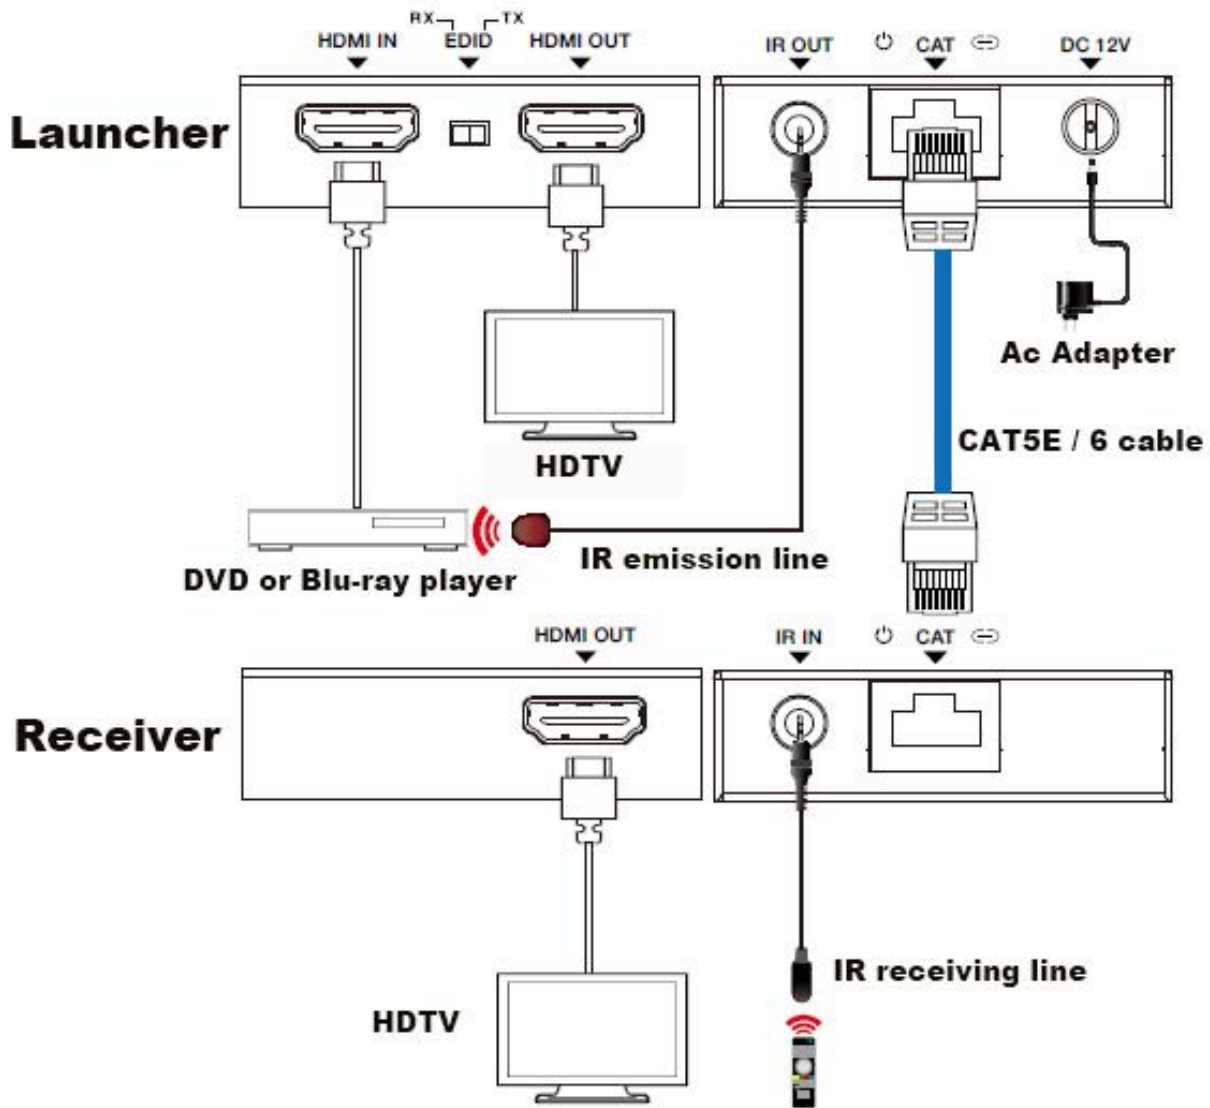 RX TX
HDMI IN EDID HDMI OUT IR OUT CAT DC 12V
Launcher
Ac Adapter
CAT5E / 6 cable
HDTV
IR emission line
DVD or Blu-ray player
HDMI OUT IR IN CAT
Receiver
IR receiving line
HDTV